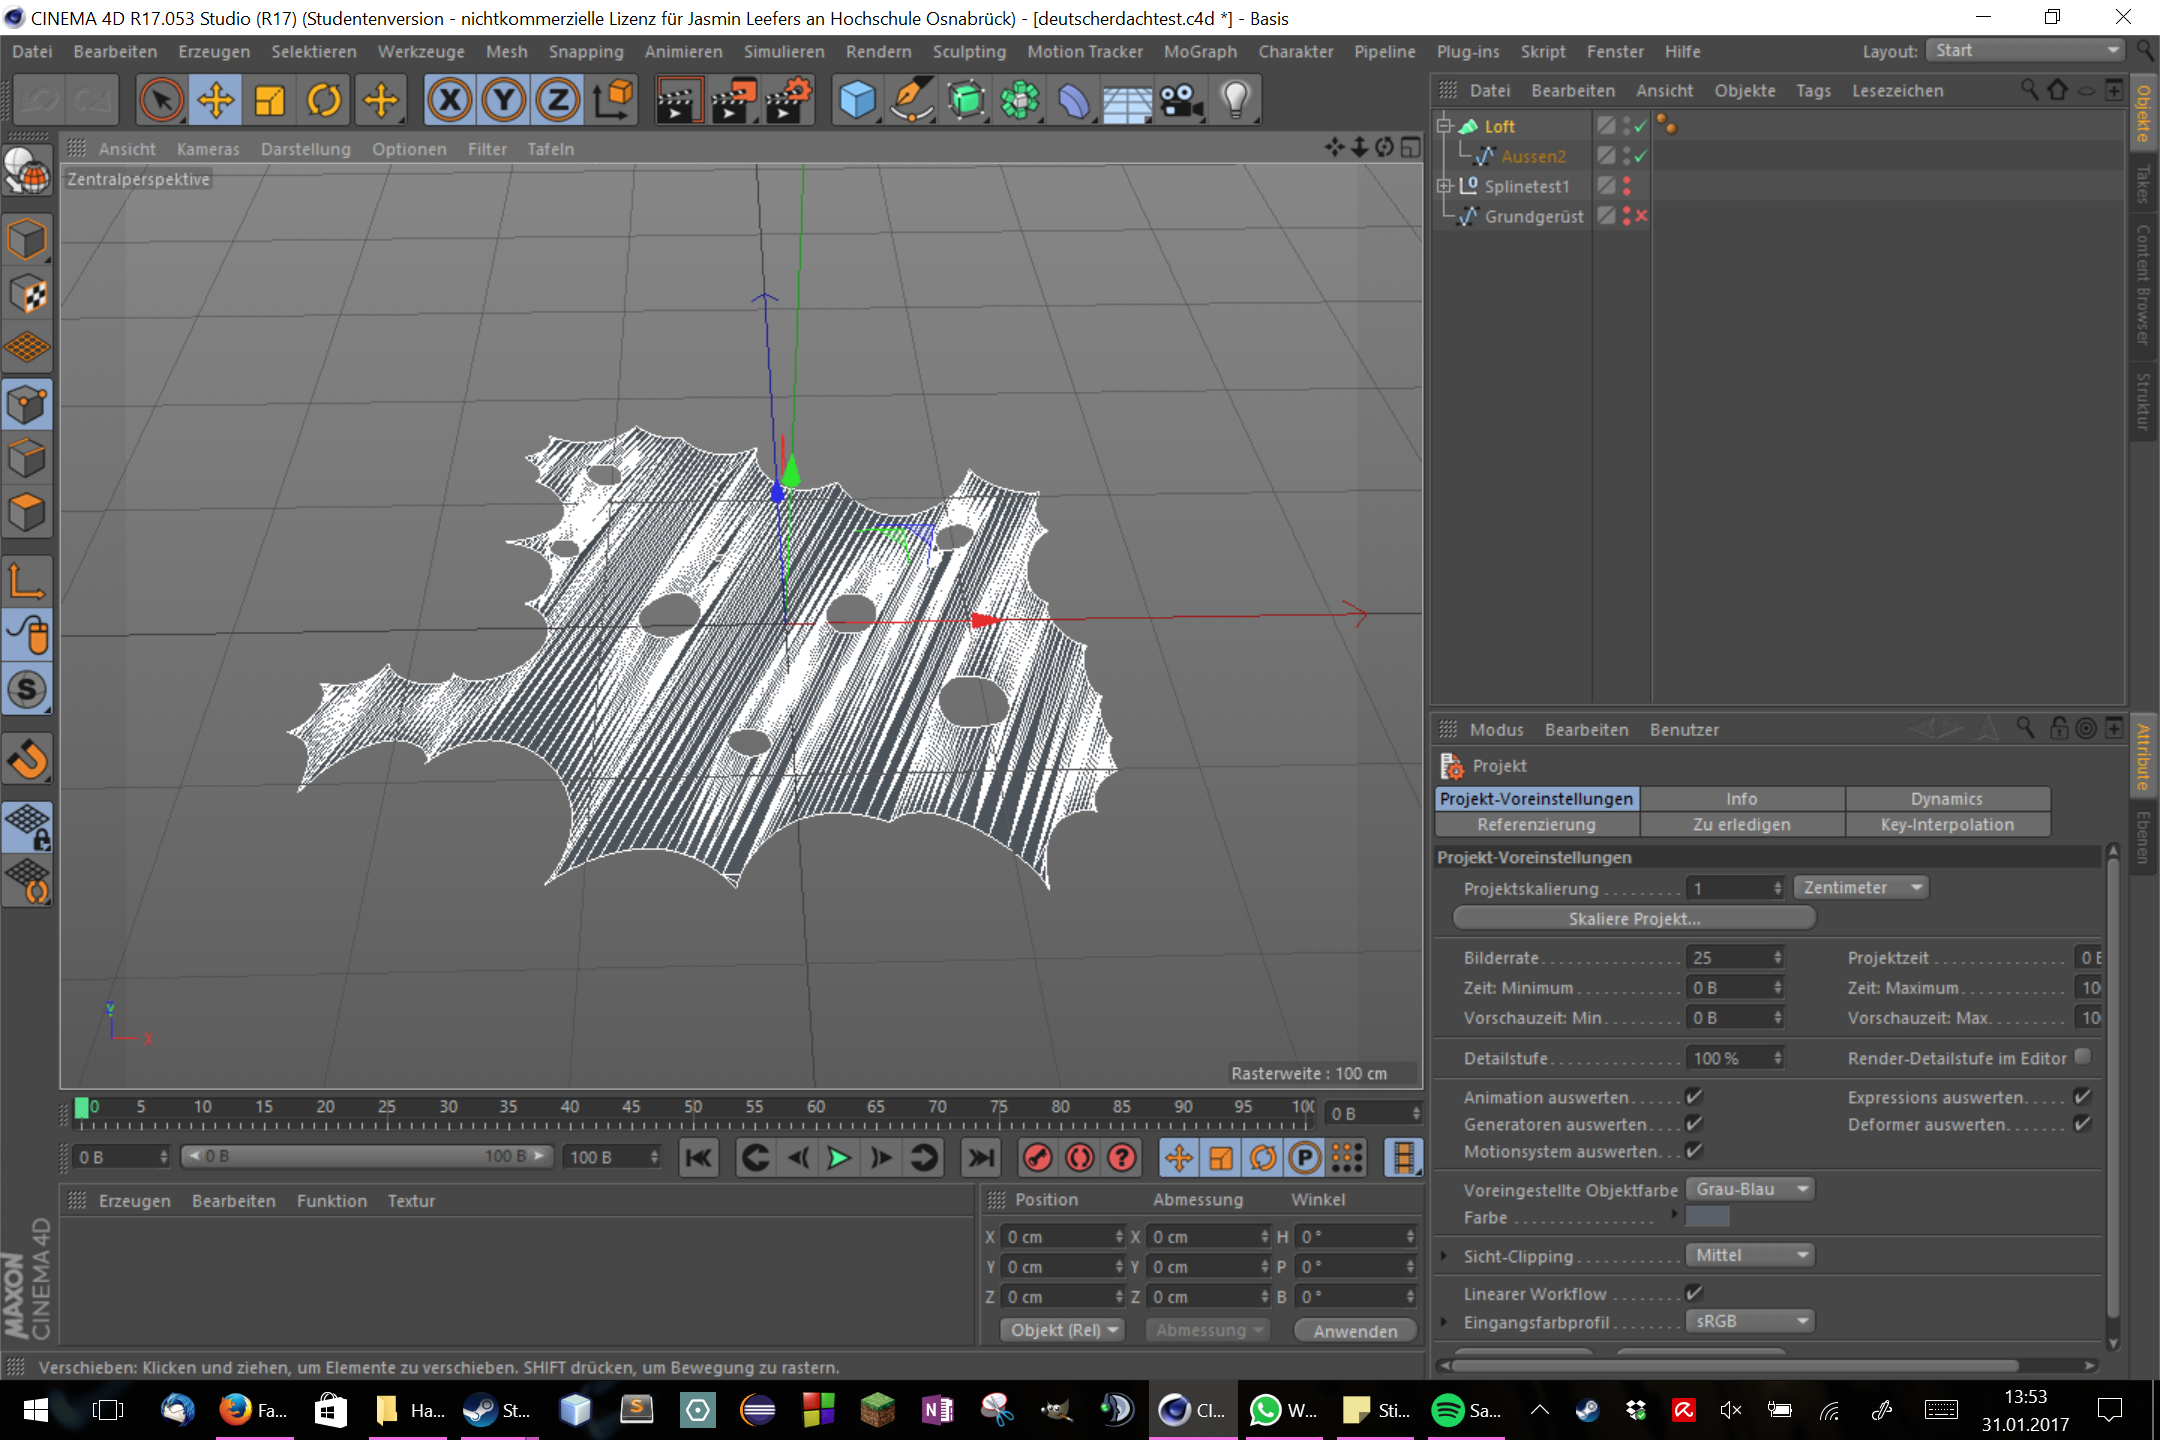 CINEMA 4D R17.053 Studio (R17) (Studentenversion - nichtkommerzielle Lizenz für Jasmin Leefers an Hochschule Osnabrück) - [deutscherdachtest.c4d *] - Basis
Datei Bearbeiten Erzeugen Selektieren Werkzeuge Mesh Snapping Animieren Simulieren Rendern Sculpting Motion Tracker MoGraph Charakter Pipeline Plug-ins Skript Fenster Hilfe Layout: Start
X Y Z
Datei Bearbeiten Ansicht Objekte Tags Lesezeichen
Objekte
Takes
Content Browser
Struktur
Loft
Aussen2
Splinetest1
Grundgerüst
Ansicht Kameras Darstellung Optionen Filter Tafeln
Zentralperspektive
Y
X
Rasterweite : 100 cm
S
Modus Bearbeiten Benutzer
Attribute
Ebenen
Projekt
Projekt-Voreinstellungen Info Dynamics
Referenzierung Zu erledigen Key-Interpolation
Projekt-Voreinstellungen
Projektskalierung 1 Zentimeter
Skaliere Projekt...
Bilderrate 25 Projektzeit 0 B
Zeit: Minimum 0 B Zeit: Maximum 10
Vorschauzeit: Min. 0 B Vorschauzeit: Max. 10
Detailstufe 100 % Render-Detailstufe im Editor
Animation auswerten Expressions auswerten
Generatoren auswerten Deformer auswerten
Motionsystem auswerten
Voreingestellte Objektfarbe Grau-Blau
Farbe
Sicht-Clipping Mittel
Linearer Workflow
Eingangsfarbprofil sRGB
0 5 10 15 20 25 30 35 40 45 50 55 60 65 70 75 80 85 90 95 100 0 B
0 B 0 B 100 B 100 B
? P
Erzeugen Bearbeiten Funktion Textur
Position Abmessung Winkel
X 0 cm X 0 cm H 0 °
Y 0 cm Y 0 cm P 0 °
Z 0 cm Z 0 cm B 0 °
Objekt (Rel) Abmessung Anwenden
MAXON
CINEMA 4D
Verschieben: Klicken und ziehen, um Elemente zu verschieben. SHIFT drücken, um Bewegung zu rastern.
Fa... Ha... St... S N Cl... W... Sti... Sa...
13:53
31.01.2017